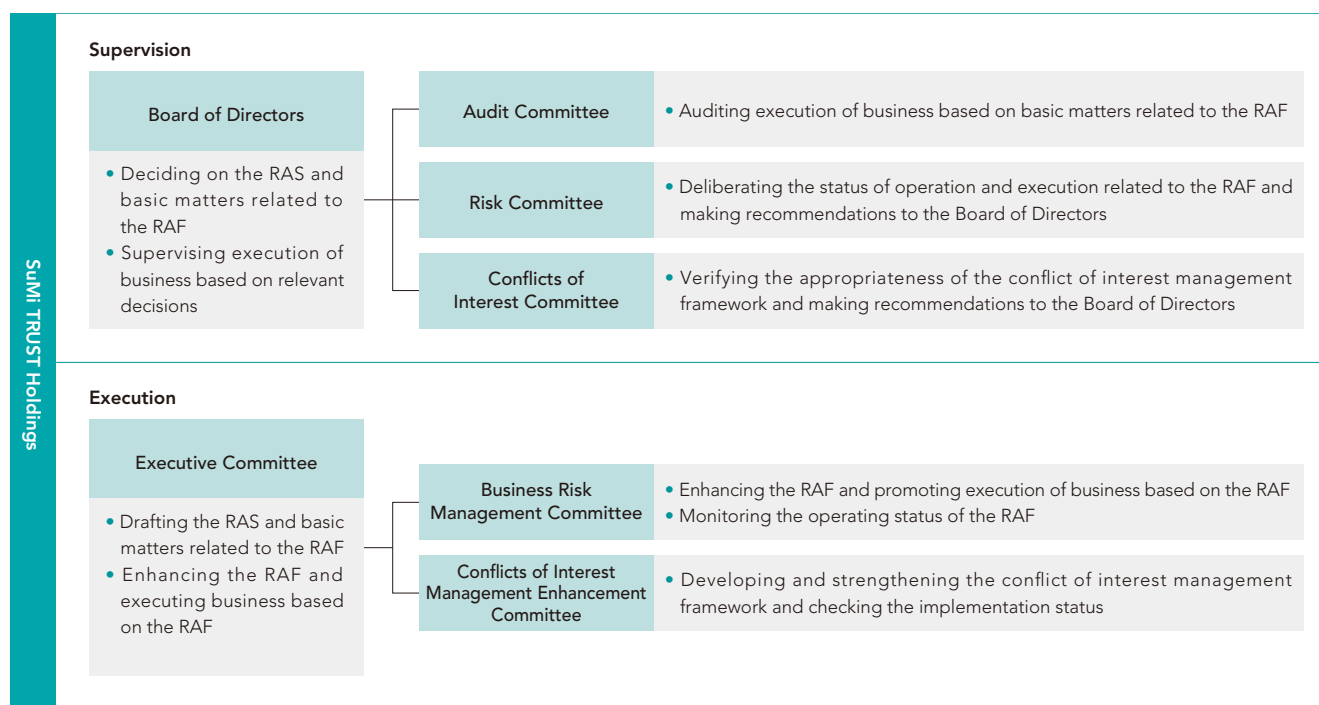 SuMi TRUST Holdings
Supervision
Board of Directors
• Deciding on the RAS and
basic matters related to
the RAF
• Supervising execution of
business based on relevant
decisions
Audit Committee
• Auditing execution of business based on basic matters related to the RAF
Risk Committee
• Deliberating the status of operation and execution related to the RAF and
making recommendations to the Board of Directors
Conflicts of
Interest Committee
• Verifying the appropriateness of the conflict of interest management
framework and making recommendations to the Board of Directors
Execution
Executive Committee
• Drafting the RAS and basic
matters related to the RAF
• Enhancing the RAF and
executing business based
on the RAF
Business Risk
Management Committee
• Enhancing the RAF and promoting execution of business based on the RAF
• Monitoring the operating status of the RAF
Conflicts of Interest
Management Enhancement
Committee
• Developing and strengthening the conflict of interest management
framework and checking the implementation status